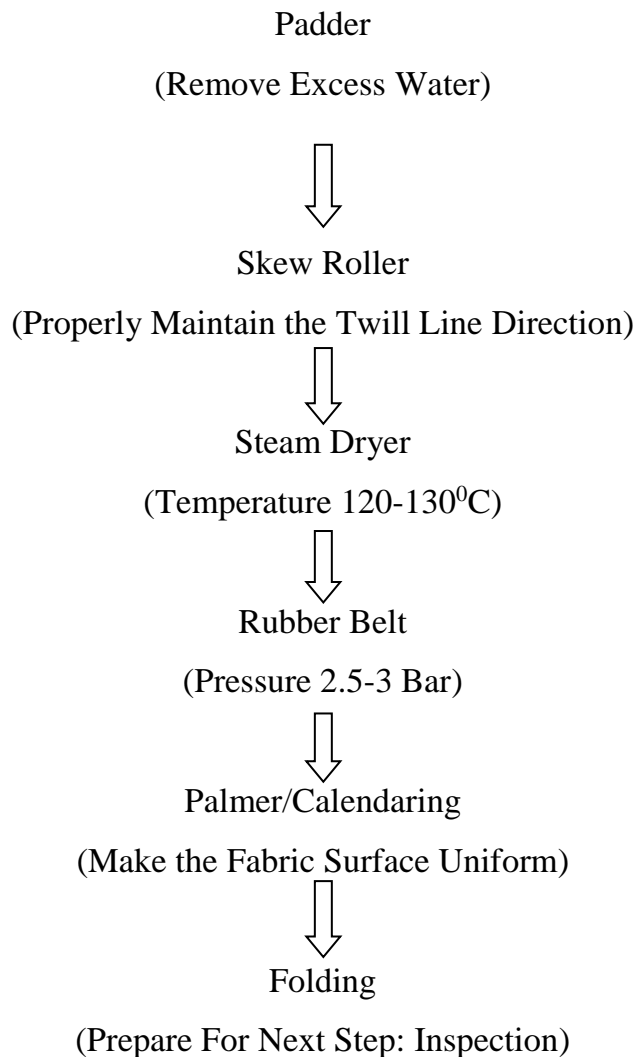 Padder
(Remove Excess Water)
Skew Roller
(Properly Maintain the Twill Line Direction)
Steam Dryer
(Temperature 120-130⁰C)
Rubber Belt
(Pressure 2.5-3 Bar)
Palmer/Calendaring
(Make the Fabric Surface Uniform)
Folding
(Prepare For Next Step: Inspection)